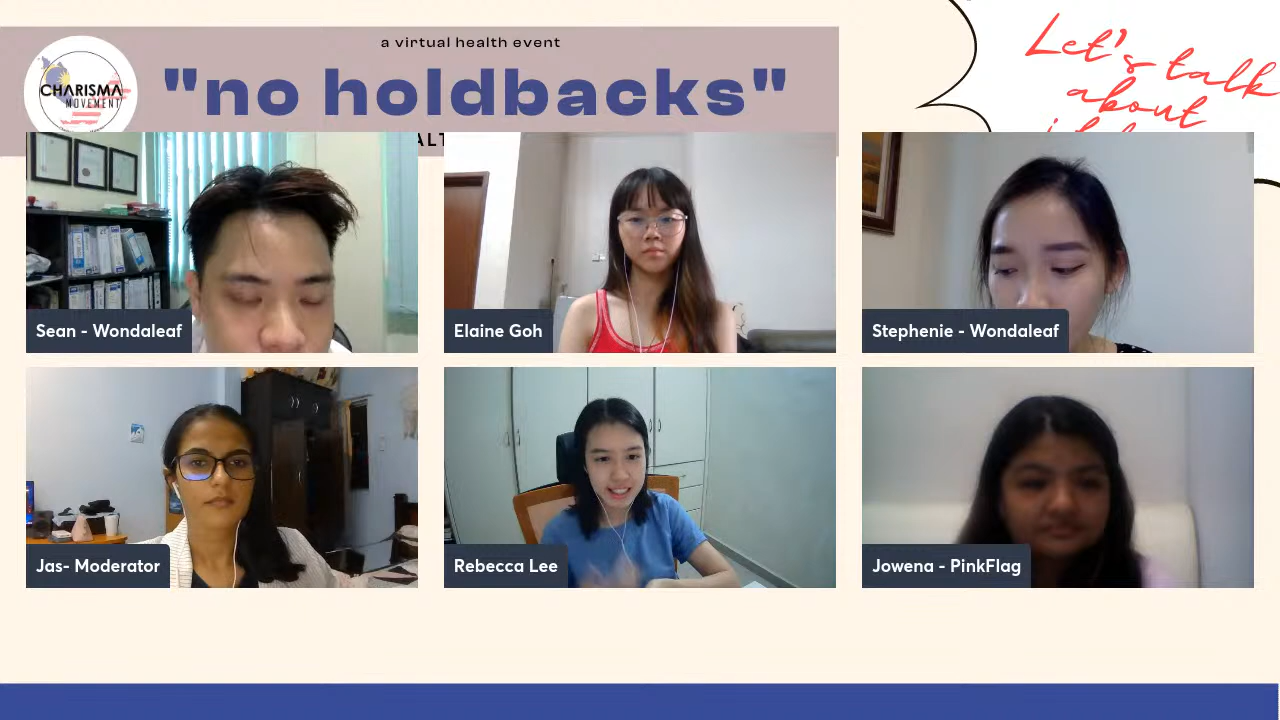 a virtual health event
"no holdbacks"
CHARISMA
MOVEMENT
Let's talk
about
Sean - Wondaleaf
Elaine Goh
Stephenie - Wondaleaf
Jas- Moderator
Rebecca Lee
Jowena - PinkFlag